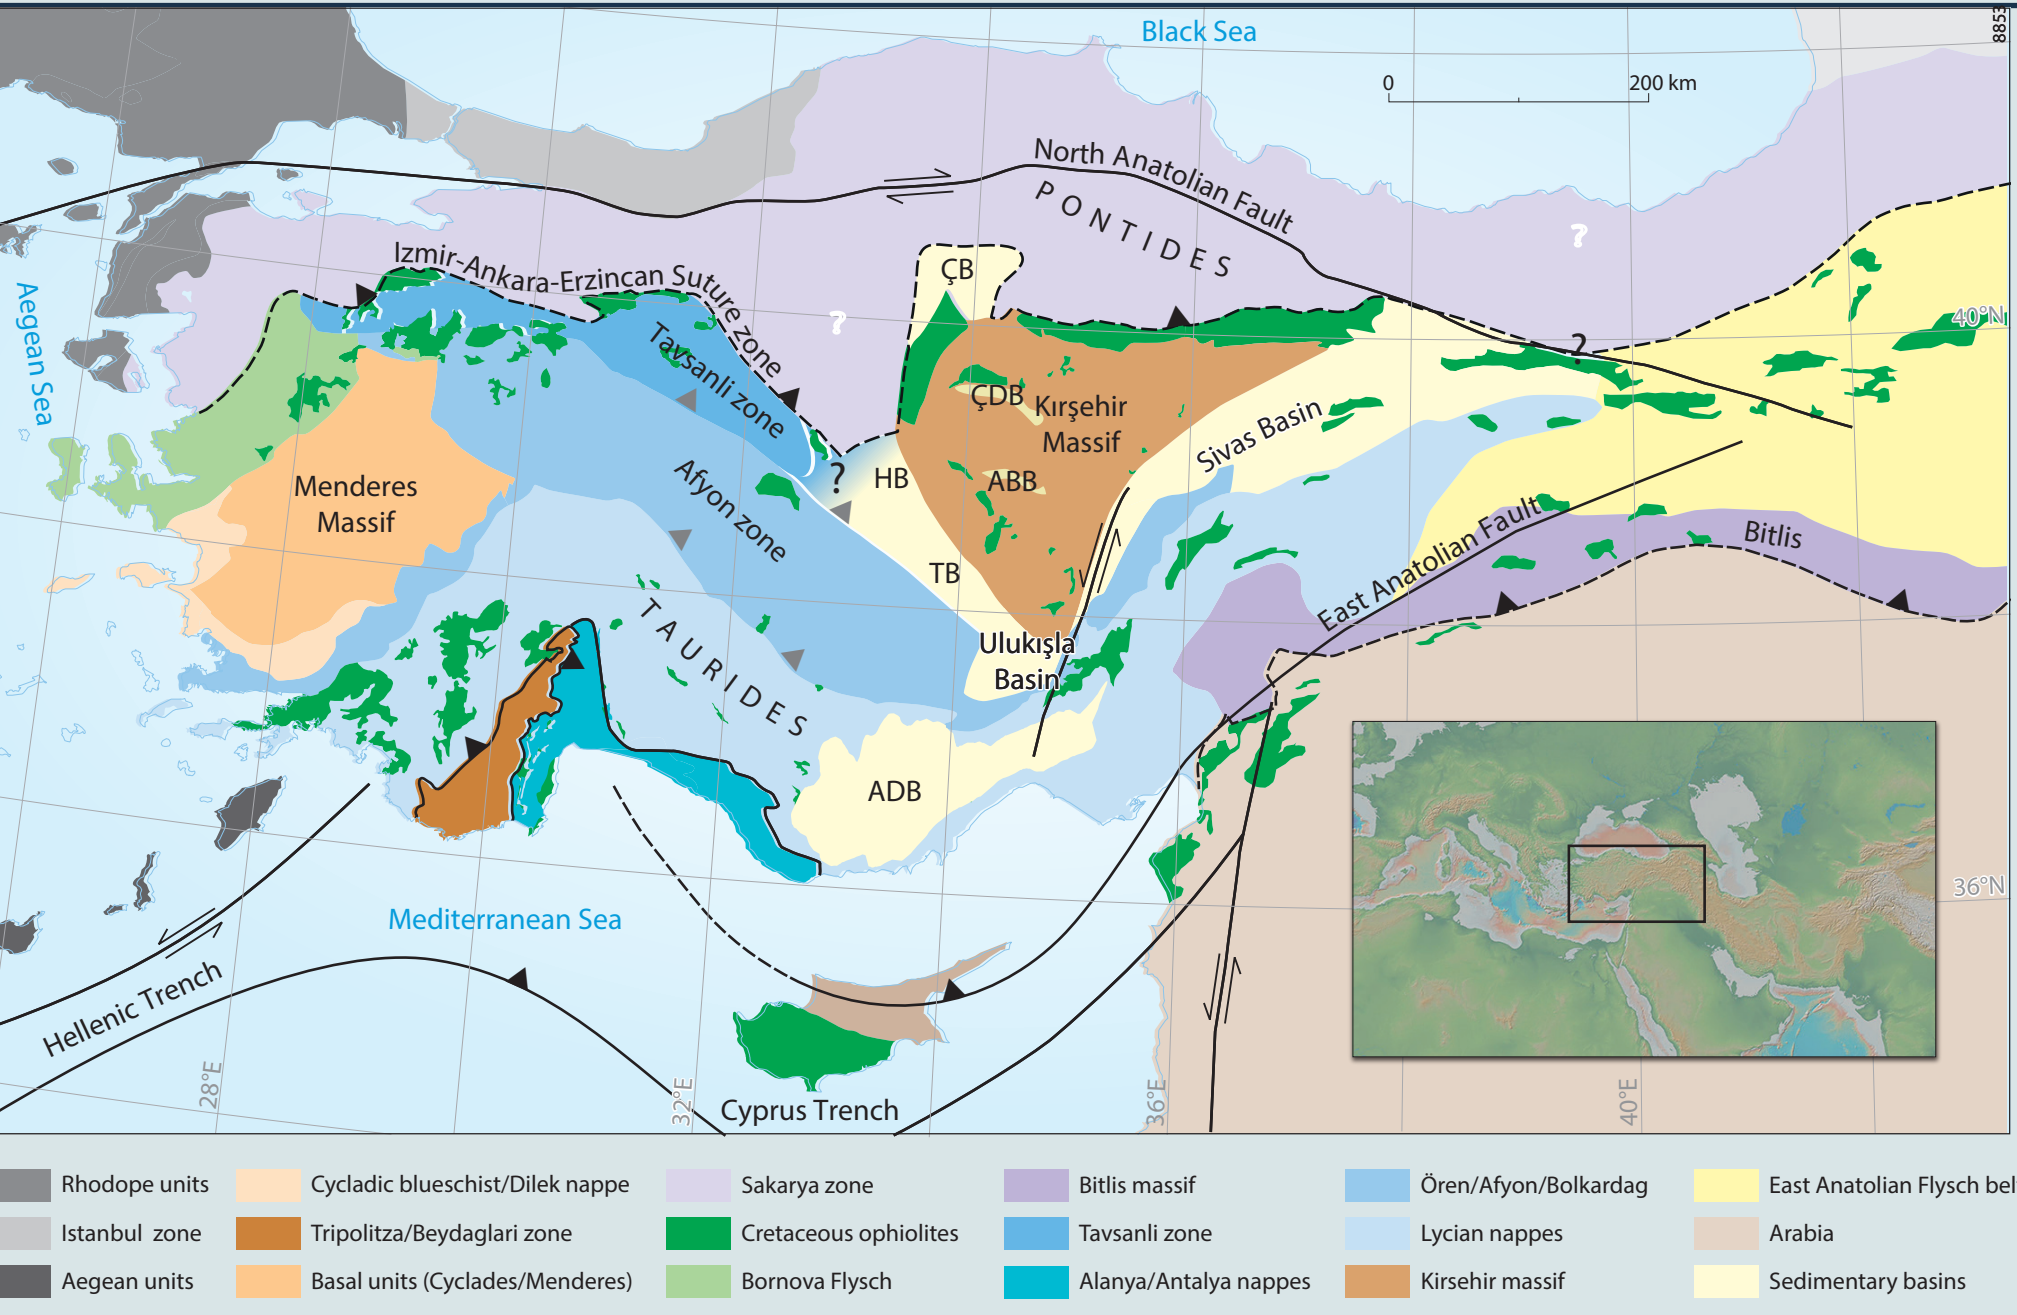 Black Sea
8853
0 200 km
North Anatolian Fault
PONTIDES
Izmir-Ankara-Erzincan Suture zone
ÇB
?
?
?
40°N
Aegean Sea
Tavsanli zone
ÇDB
Kırşehir
Massif
Sivas Basin
Menderes
Massif
Afyon zone
?
HB
ABB
East Anatolian Fault
Bitlis
TB
TAURIDES
Ulukışla
Basin
ADB
36°N
Mediterranean Sea
Hellenic Trench
28°E
32°E
Cyprus Trench
36°E
40°E
Rhodope units
Cycladic blueschist/Dilek nappe
Sakarya zone
Bitlis massif
Ören/Afyon/Bolkardag
East Anatolian Flysch bel
Istanbul zone
Tripolitza/Beydaglari zone
Cretaceous ophiolites
Tavsanli zone
Lycian nappes
Arabia
Aegean units
Basal units (Cyclades/Menderes)
Bornova Flysch
Alanya/Antalya nappes
Kirsehir massif
Sedimentary basins